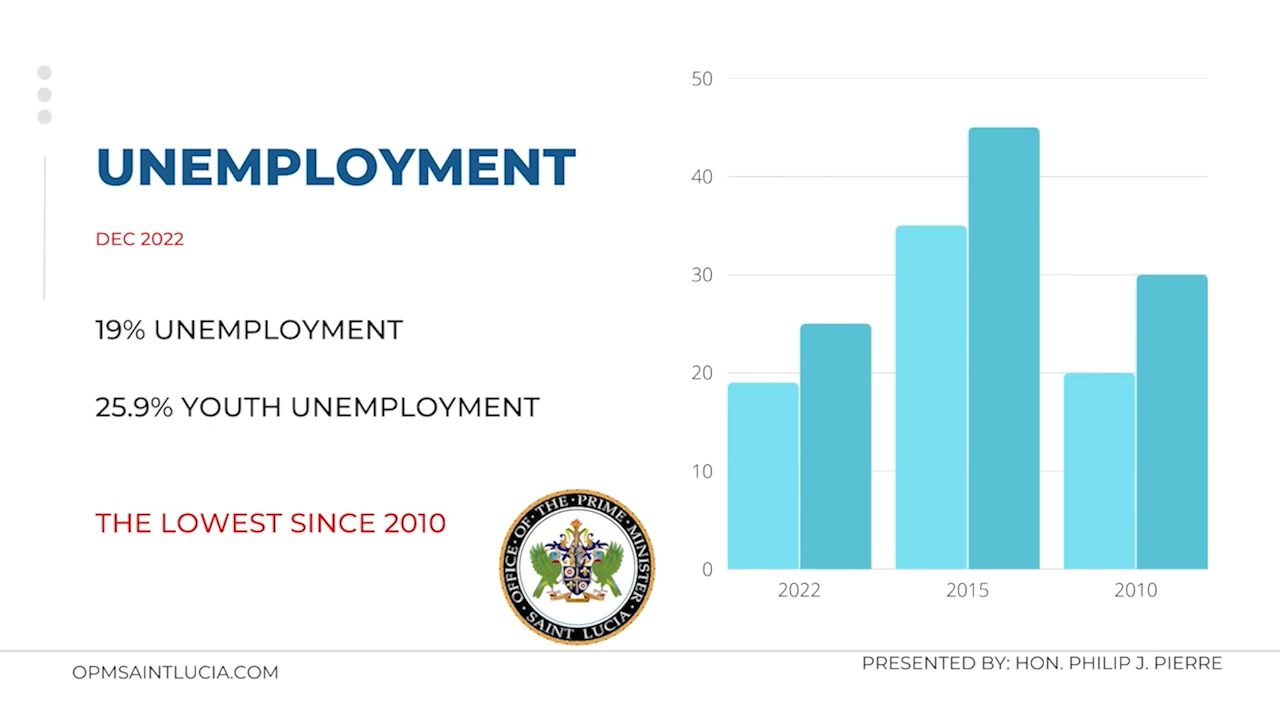 UNEMPLOYMENT
DEC 2022
19% UNEMPLOYMENT
25.9% YOUTH UNEMPLOYMENT
THE LOWEST SINCE 2010
OFFICE·OF·THE·PRIME·MINISTER·
SAINT LUCIA
50
40
30
20
10
0
2022
2015
2010
OPMSAINTLUCIA.COM
PRESENTED BY: HON. PHILIP J. PIERRE